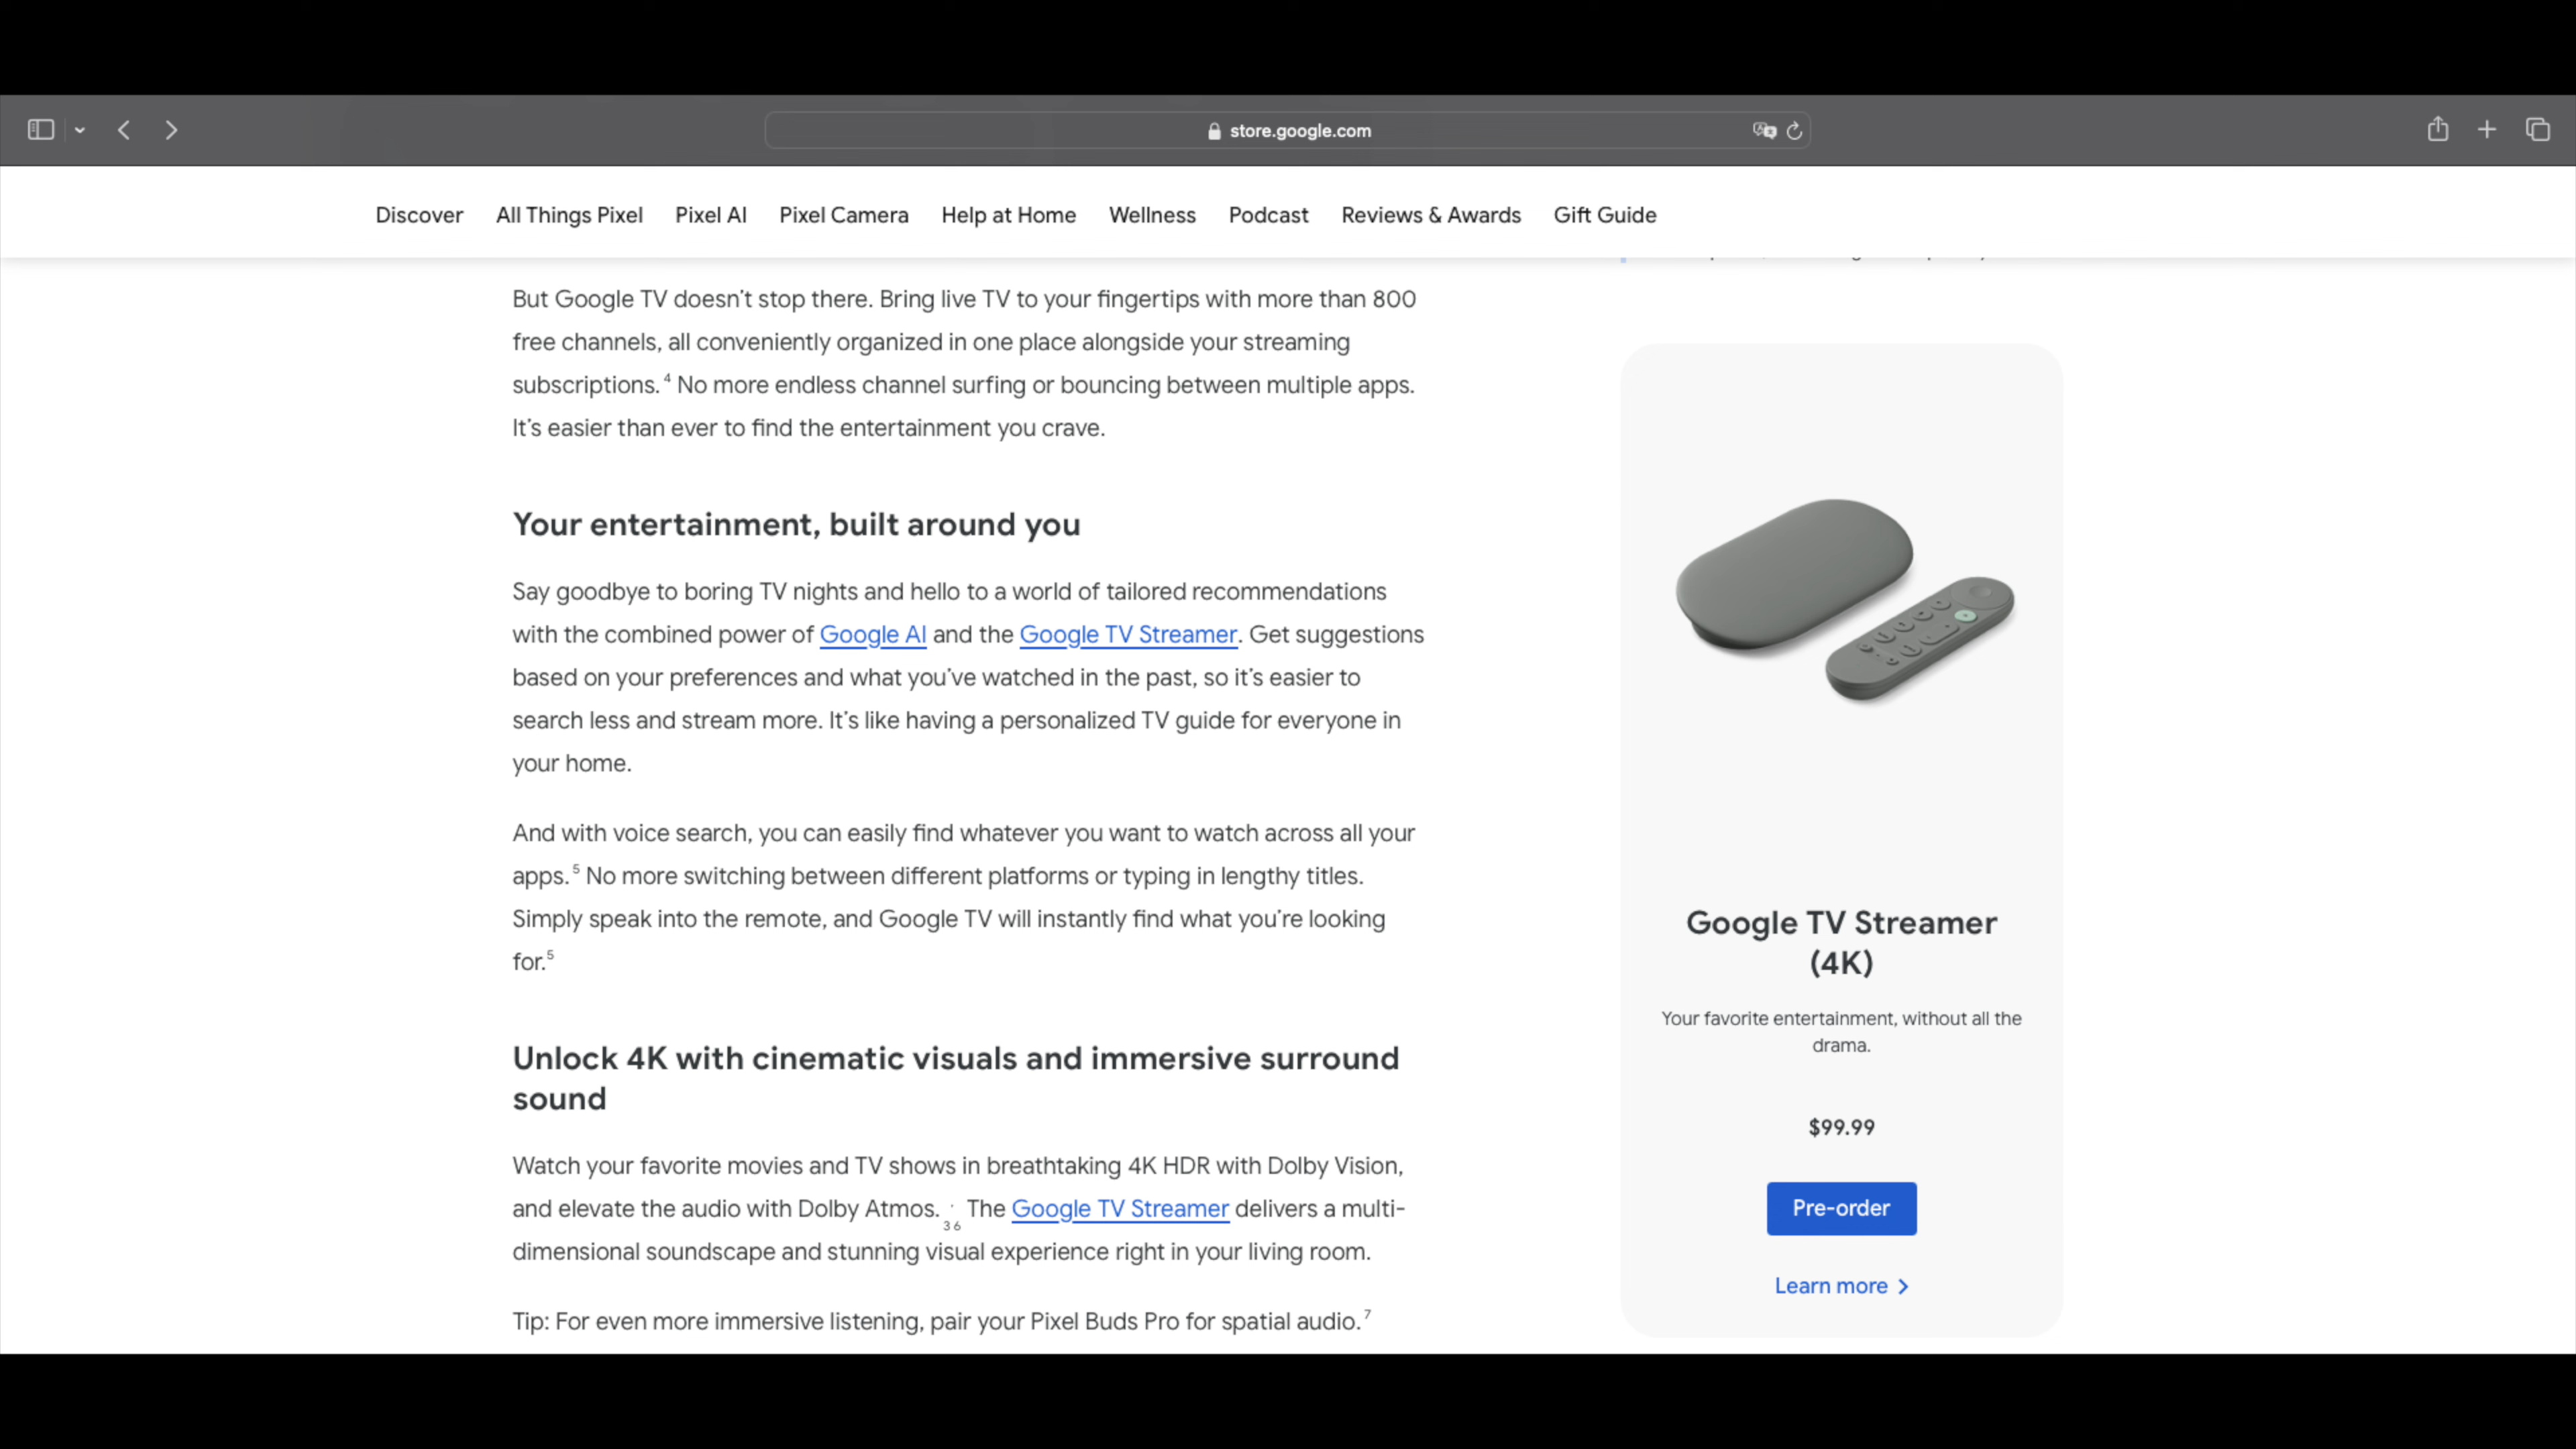 store.google.com
Discover All Things Pixel Pixel AI Pixel Camera Help at Home Wellness Podcast Reviews & Awards Gift Guide
But Google TV doesn’t stop there. Bring live TV to your fingertips with more than 800
free channels, all conveniently organized in one place alongside your streaming
subscriptions.⁴ No more endless channel surfing or bouncing between multiple apps.
It’s easier than ever to find the entertainment you crave.
Your entertainment, built around you
Say goodbye to boring TV nights and hello to a world of tailored recommendations
with the combined power of Google AI and the Google TV Streamer. Get suggestions
based on your preferences and what you’ve watched in the past, so it’s easier to
search less and stream more. It’s like having a personalized TV guide for everyone in
your home.
And with voice search, you can easily find whatever you want to watch across all your
apps.⁵ No more switching between different platforms or typing in lengthy titles.
Simply speak into the remote, and Google TV will instantly find what you’re looking
for.⁵
Unlock 4K with cinematic visuals and immersive surround
sound
Watch your favorite movies and TV shows in breathtaking 4K HDR with Dolby Vision,
and elevate the audio with Dolby Atmos. 3 6 The Google TV Streamer delivers a multi-
dimensional soundscape and stunning visual experience right in your living room.
Tip: For even more immersive listening, pair your Pixel Buds Pro for spatial audio.⁷
Google TV Streamer
(4K)
Your favorite entertainment, without all the
drama.
$99.99
Pre-order
Learn more